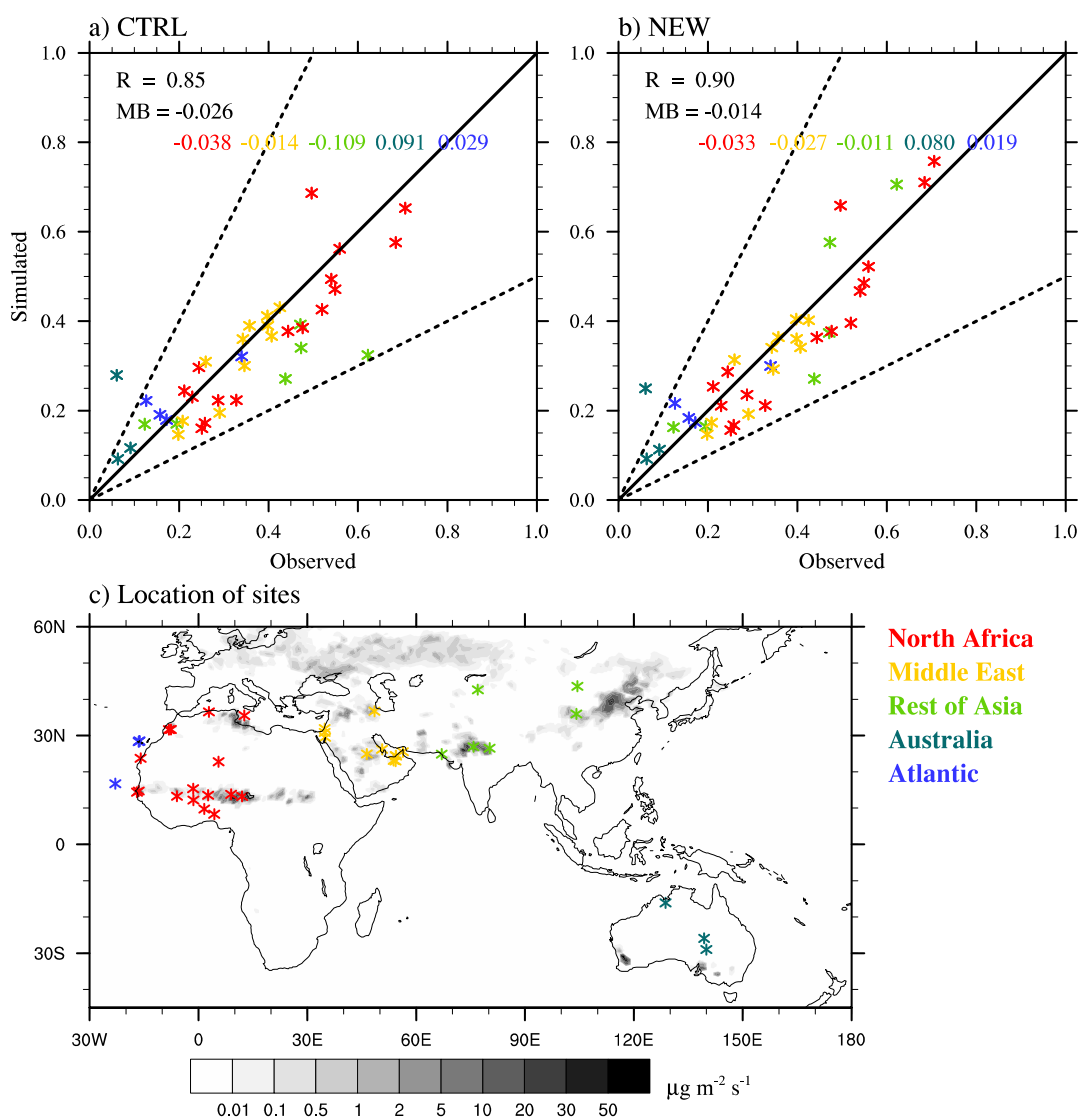 a) CTRL
b) NEW
R = 0.85
MB = -0.026
-0.038 -0.014 -0.109 0.091 0.029
R = 0.90
MB = -0.014
-0.033 -0.027 -0.011 0.080 0.019
1.0
0.8
0.6
0.4
0.2
0.0
Simulated
0.0 0.2 0.4 0.6 0.8 1.0
Observed
1.0
0.8
0.6
0.4
0.2
0.0
0.0 0.2 0.4 0.6 0.8 1.0
Observed
c) Location of sites
60N
30N
0
30S
30W 0 30E 60E 90E 120E 150E 180
North Africa
Middle East
Rest of Asia
Australia
Atlantic
0.01 0.1 0.5 1 2 5 10 20 30 50
μg m⁻² s⁻¹